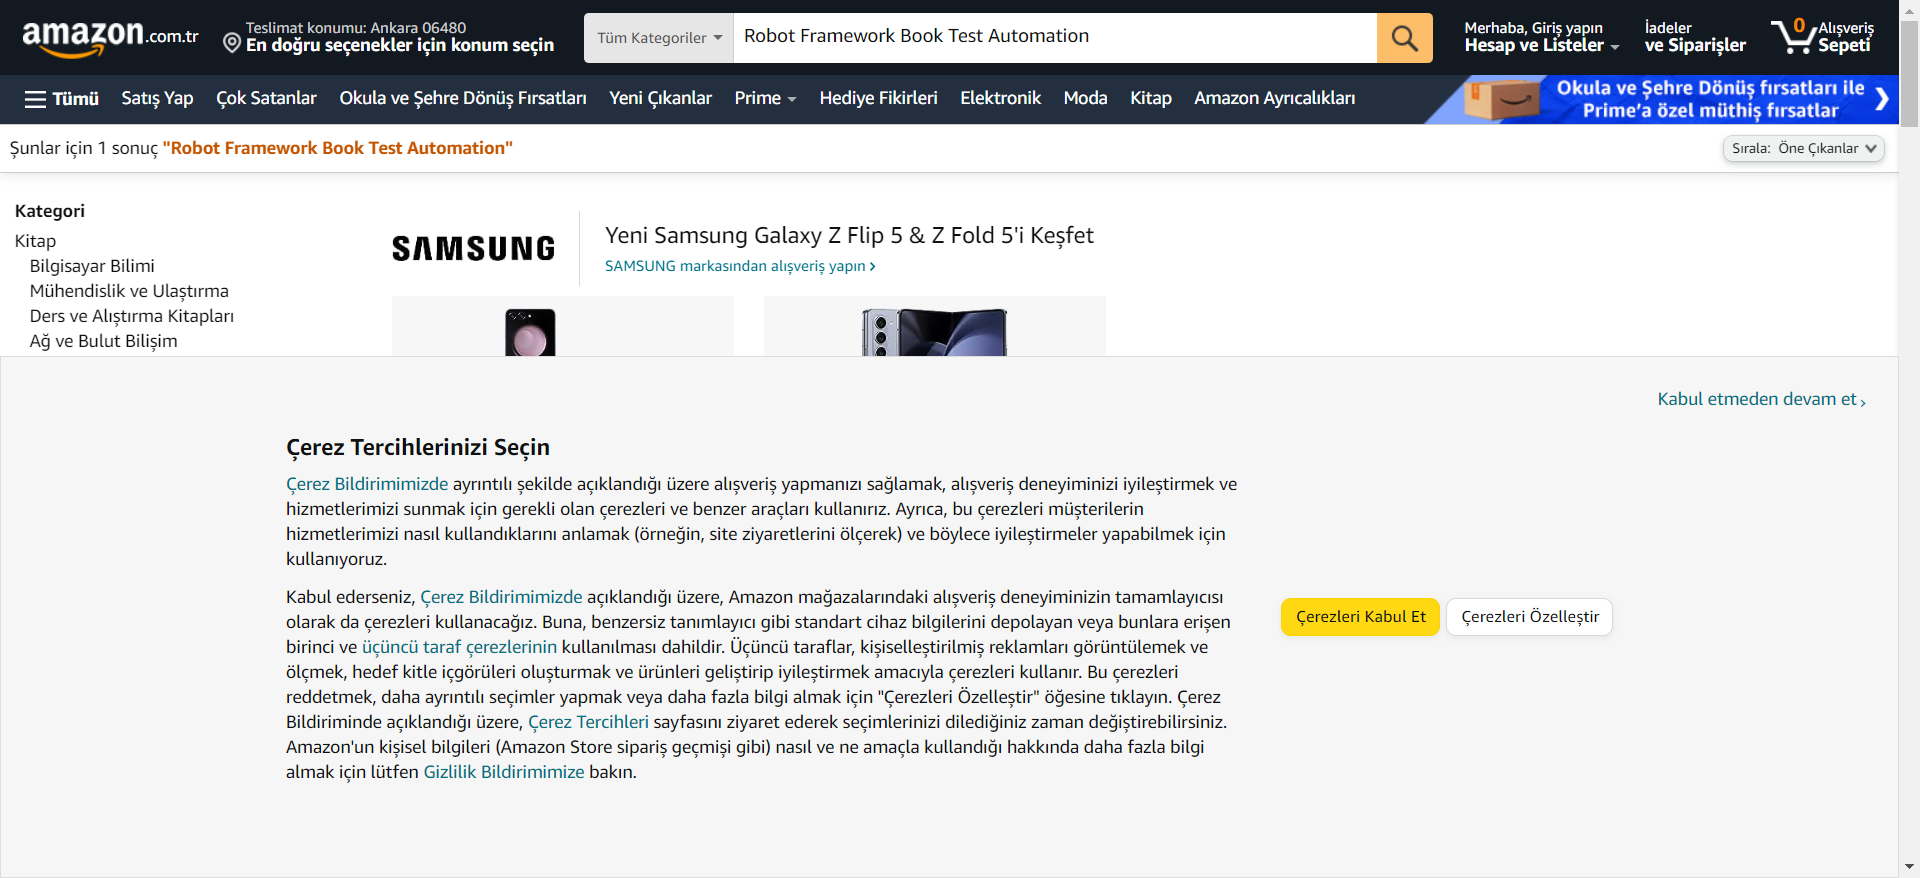 amazon.com.tr
Teslimat konumu: Ankara 06480
En doğru seçenekler için konum seçin
Tüm Kategoriler
Robot Framework Book Test Automation
Merhaba, Giriş yapın
Hesap ve Listeler
İadeler
ve Siparişler
0
Alışveriş
Sepeti
Tümü
Satış Yap
Çok Satanlar
Okula ve Şehre Dönüş Fırsatları
Yeni Çıkanlar
Prime
Hediye Fikirleri
Elektronik
Moda
Kitap
Amazon Ayrıcalıkları
Okula ve Şehre Dönüş fırsatları ile
Prime’a özel müthiş fırsatlar
Şunlar için 1 sonuç "Robot Framework Book Test Automation"
Sırala: Öne Çıkanlar
Kategori
Kitap
Bilgisayar Bilimi
Mühendislik ve Ulaştırma
Ders ve Alıştırma Kitapları
Ağ ve Bulut Bilişim
SAMSUNG
Yeni Samsung Galaxy Z Flip 5 & Z Fold 5'i Keşfet
SAMSUNG markasından alışveriş yapın ›
Kabul etmeden devam et ›
Çerez Tercihlerinizi Seçin
Çerez Bildirimimizde ayrıntılı şekilde açıklandığı üzere alışveriş yapmanızı sağlamak, alışveriş deneyiminizi iyileştirmek ve
hizmetlerimizi sunmak için gerekli olan çerezleri ve benzer araçları kullanırız. Ayrıca, bu çerezleri müşterilerin
hizmetlerimizi nasıl kullandıklarını anlamak (örneğin, site ziyaretlerini ölçerek) ve böylece iyileştirmeler yapabilmek için
kullanıyoruz.
Kabul ederseniz, Çerez Bildirimimizde açıklandığı üzere, Amazon mağazalarındaki alışveriş deneyiminizin tamamlayıcısı
olarak da çerezleri kullanacağız. Buna, benzersiz tanımlayıcı gibi standart cihaz bilgilerini depolayan veya bunlara erişen
birinci ve üçüncü taraf çerezlerinin kullanılması dahildir. Üçüncü taraflar, kişiselleştirilmiş reklamları görüntülemek ve
ölçmek, hedef kitle içgörüleri oluşturmak ve ürünleri geliştirip iyileştirmek amacıyla çerezleri kullanır. Bu çerezleri
reddetmek, daha ayrıntılı seçimler yapmak veya daha fazla bilgi almak için "Çerezleri Özelleştir" öğesine tıklayın. Çerez
Bildiriminde açıklandığı üzere, Çerez Tercihleri sayfasını ziyaret ederek seçimlerinizi dilediğiniz zaman değiştirebilirsiniz.
Amazon'un kişisel bilgileri (Amazon Store sipariş geçmişi gibi) nasıl ve ne amaçla kullandığı hakkında daha fazla bilgi
almak için lütfen Gizlilik Bildirimimize bakın.
Çerezleri Kabul Et
Çerezleri Özelleştir